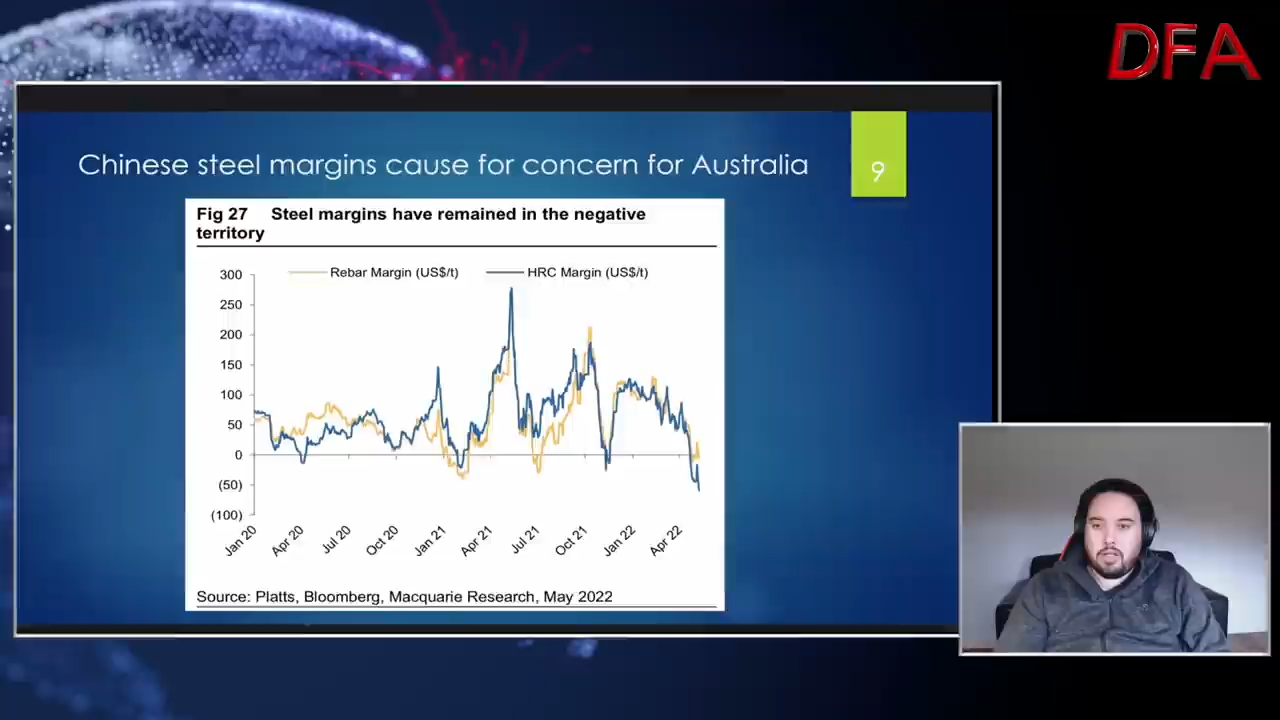 DFA
Chinese steel margins cause for concern for Australia
9
Fig 27 Steel margins have remained in the negative
territory
Rebar Margin (US$/t) HRC Margin (US$/t)
300
250
200
150
100
50
0
(50)
(100)
Jan 20 Apr 20 Jul 20 Oct 20 Jan 21 Apr 21 Jul 21 Oct 21 Jan 22 Apr 22
Source: Platts, Bloomberg, Macquarie Research, May 2022